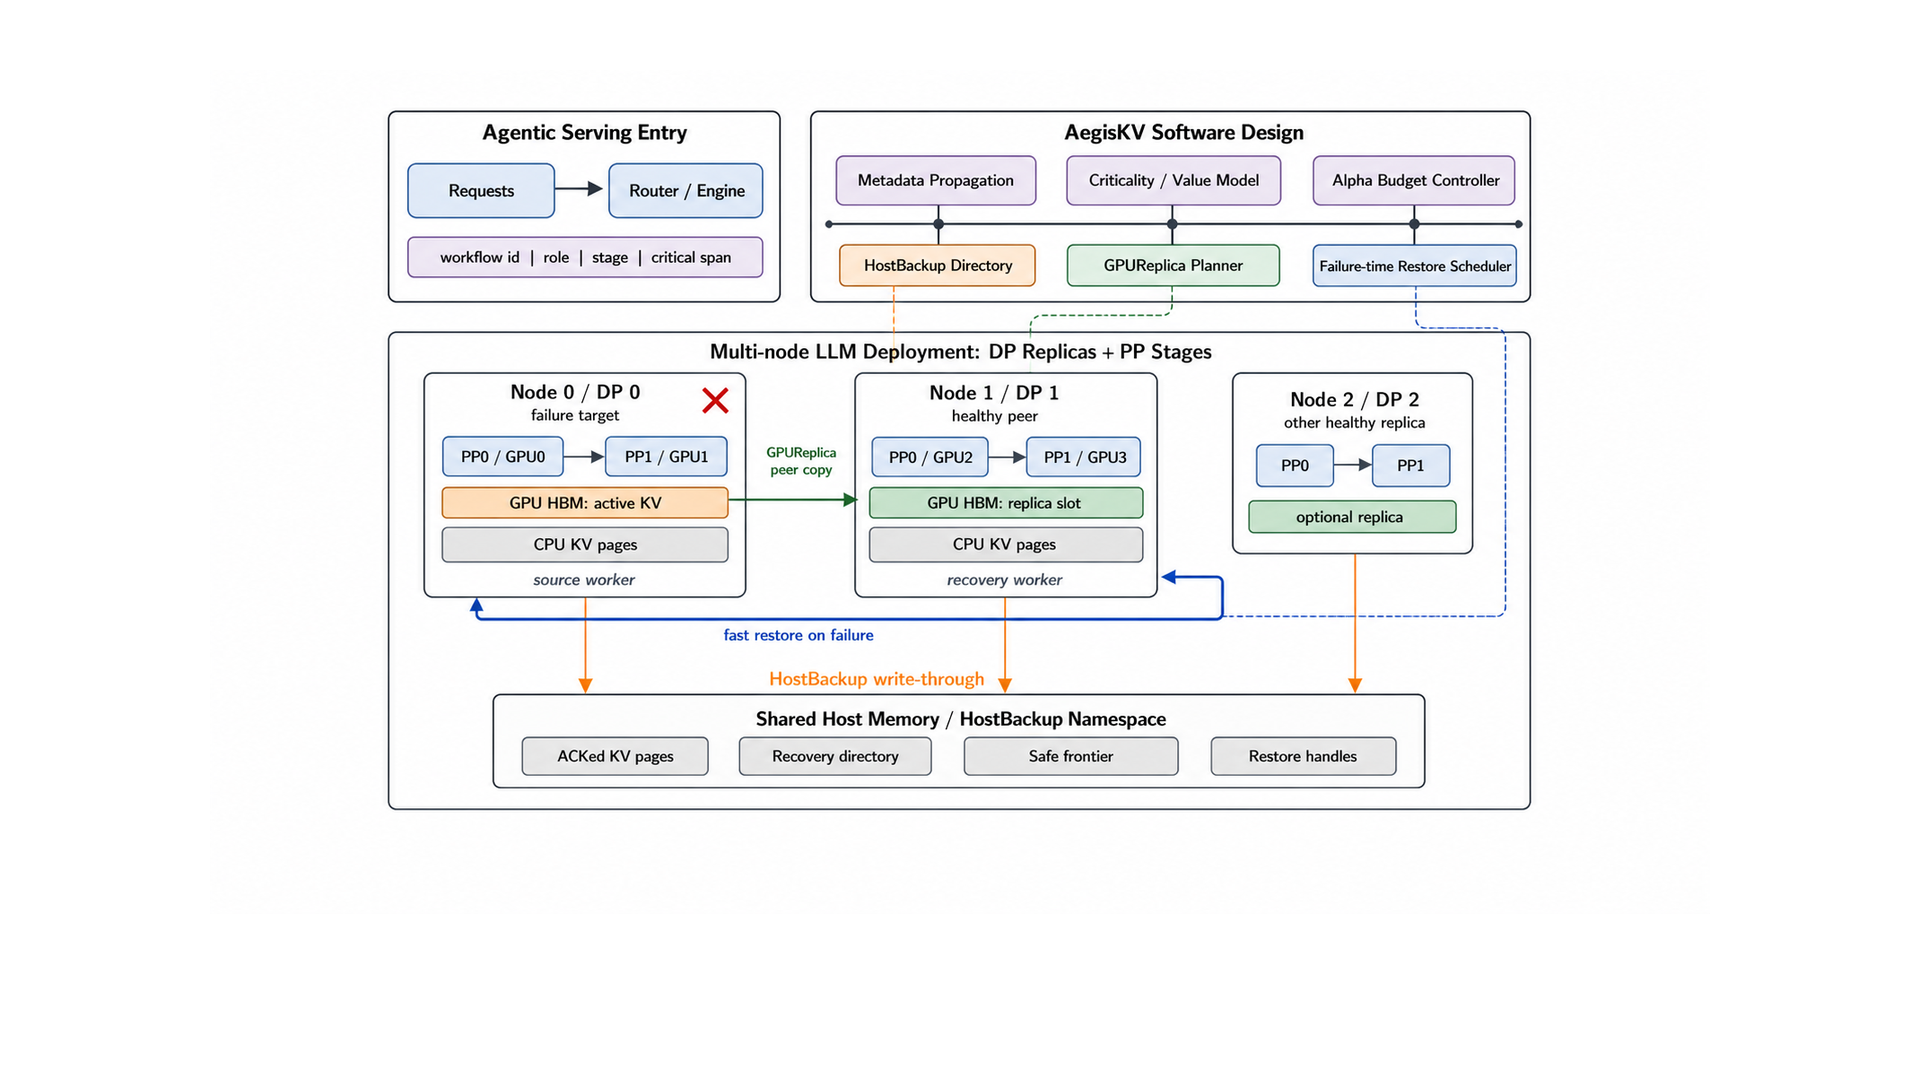 Agentic Serving Entry
Requests
Router / Engine
workflow id | role | stage | critical span
AegisKV Software Design
Metadata Propagation
Criticality / Value Model
Alpha Budget Controller
HostBackup Directory
GPUReplica Planner
Failure-time Restore Scheduler
Multi-node LLM Deployment: DP Replicas + PP Stages
Node 0 / DP 0
failure target
PP0 / GPU0
PP1 / GPU1
GPU HBM: active KV
CPU KV pages
source worker
GPUReplica
peer copy
Node 1 / DP 1
healthy peer
PP0 / GPU2
PP1 / GPU3
GPU HBM: replica slot
CPU KV pages
recovery worker
Node 2 / DP 2
other healthy replica
PP0
PP1
optional replica
fast restore on failure
HostBackup write-through
Shared Host Memory / HostBackup Namespace
ACKed KV pages
Recovery directory
Safe frontier
Restore handles